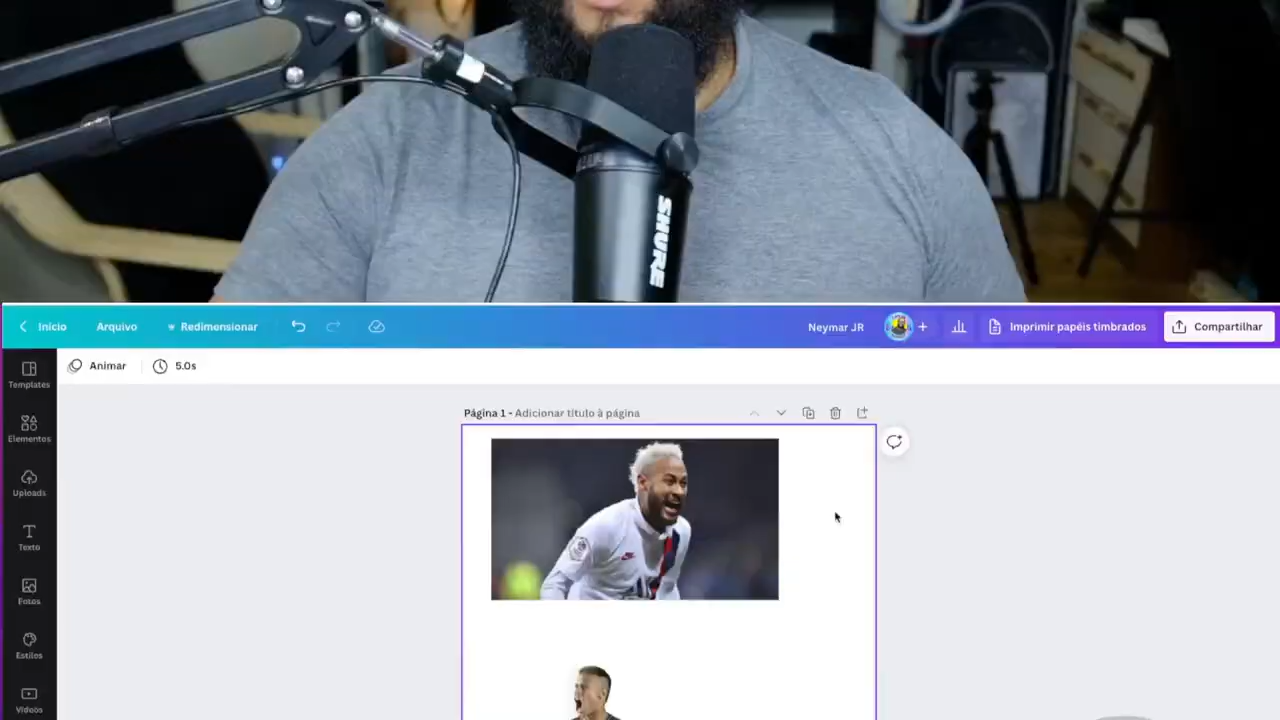 SHURE
Início
Arquivo
Redimensionar
Neymar JR
Imprimir papéis timbrados
Compartilhar
Templates
Animar
5.0s
Página 1 - Adicionar título à página
Elementos
Uploads
Texto
Fotos
Estilos
Vídeos